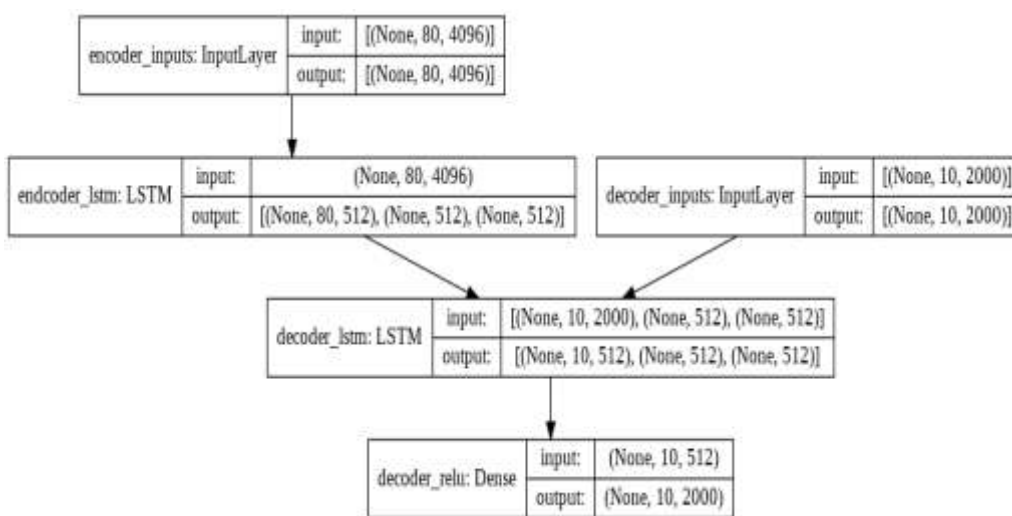 encoder_inputs: InputLayer
input: [(None, 80, 4096)]
output: [(None, 80, 4096)]
endcoder_lstm: LSTM
input: (None, 80, 4096)
output: [(None, 80, 512), (None, 512), (None, 512)]
decoder_inputs: InputLayer
input: [(None, 10, 2000)]
output: [(None, 10, 2000)]
decoder_lstm: LSTM
input: [(None, 10, 2000), (None, 512), (None, 512)]
output: [(None, 10, 512), (None, 512), (None, 512)]
decoder_relu: Dense
input: (None, 10, 512)
output: (None, 10, 2000)